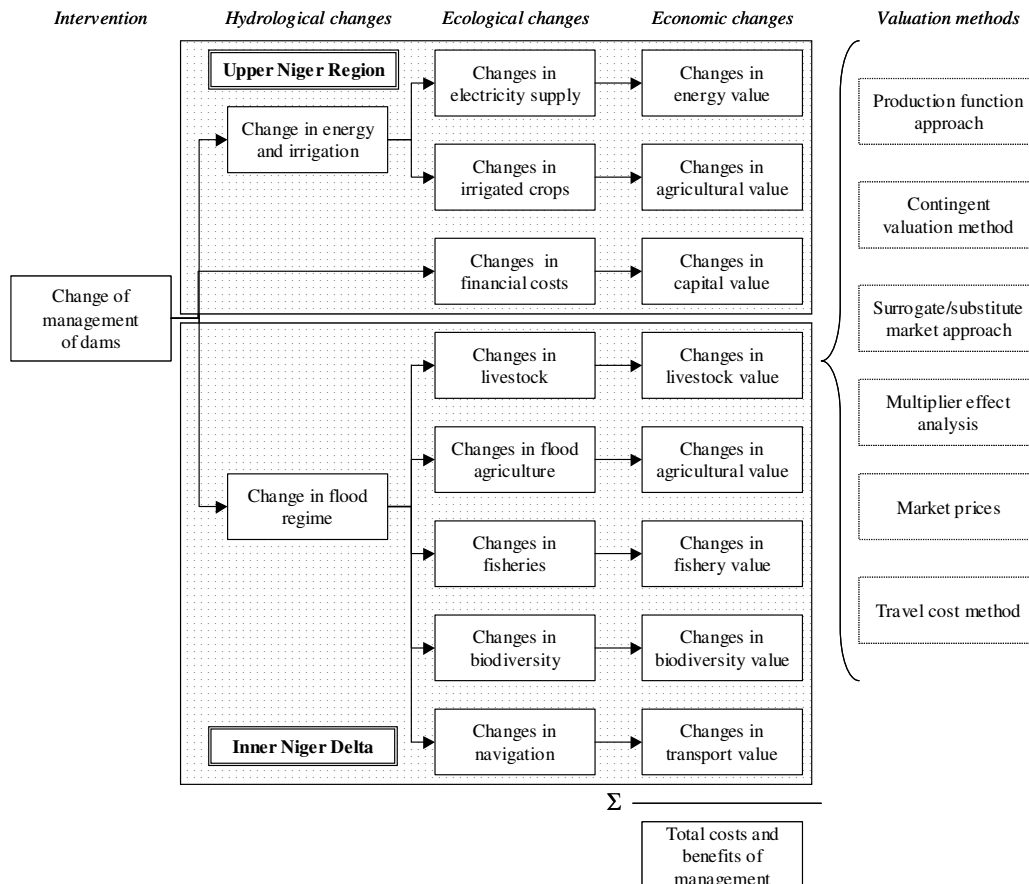 Intervention
Hydrological changes
Ecological changes
Economic changes
Valuation methods
Upper Niger Region
Changes in
electricity supply
Changes in
energy value
Production function
approach
Change in energy
and irrigation
Changes in
irrigated crops
Changes in
agricultural value
Contingent
valuation method
Changes in
financial costs
Changes in
capital value
Change of
management
of dams
Surrogate/substitute
market approach
Changes in
livestock
Changes in
livestock value
Multiplier effect
analysis
Changes in flood
agriculture
Changes in
agricultural value
Change in flood
regime
Market prices
Changes in
fisheries
Changes in
fishery value
Travel cost method
Changes in
biodiversity
Changes in
biodiversity value
Inner Niger Delta
Changes in
navigation
Changes in
transport value
Σ
Total costs and
benefits of
management